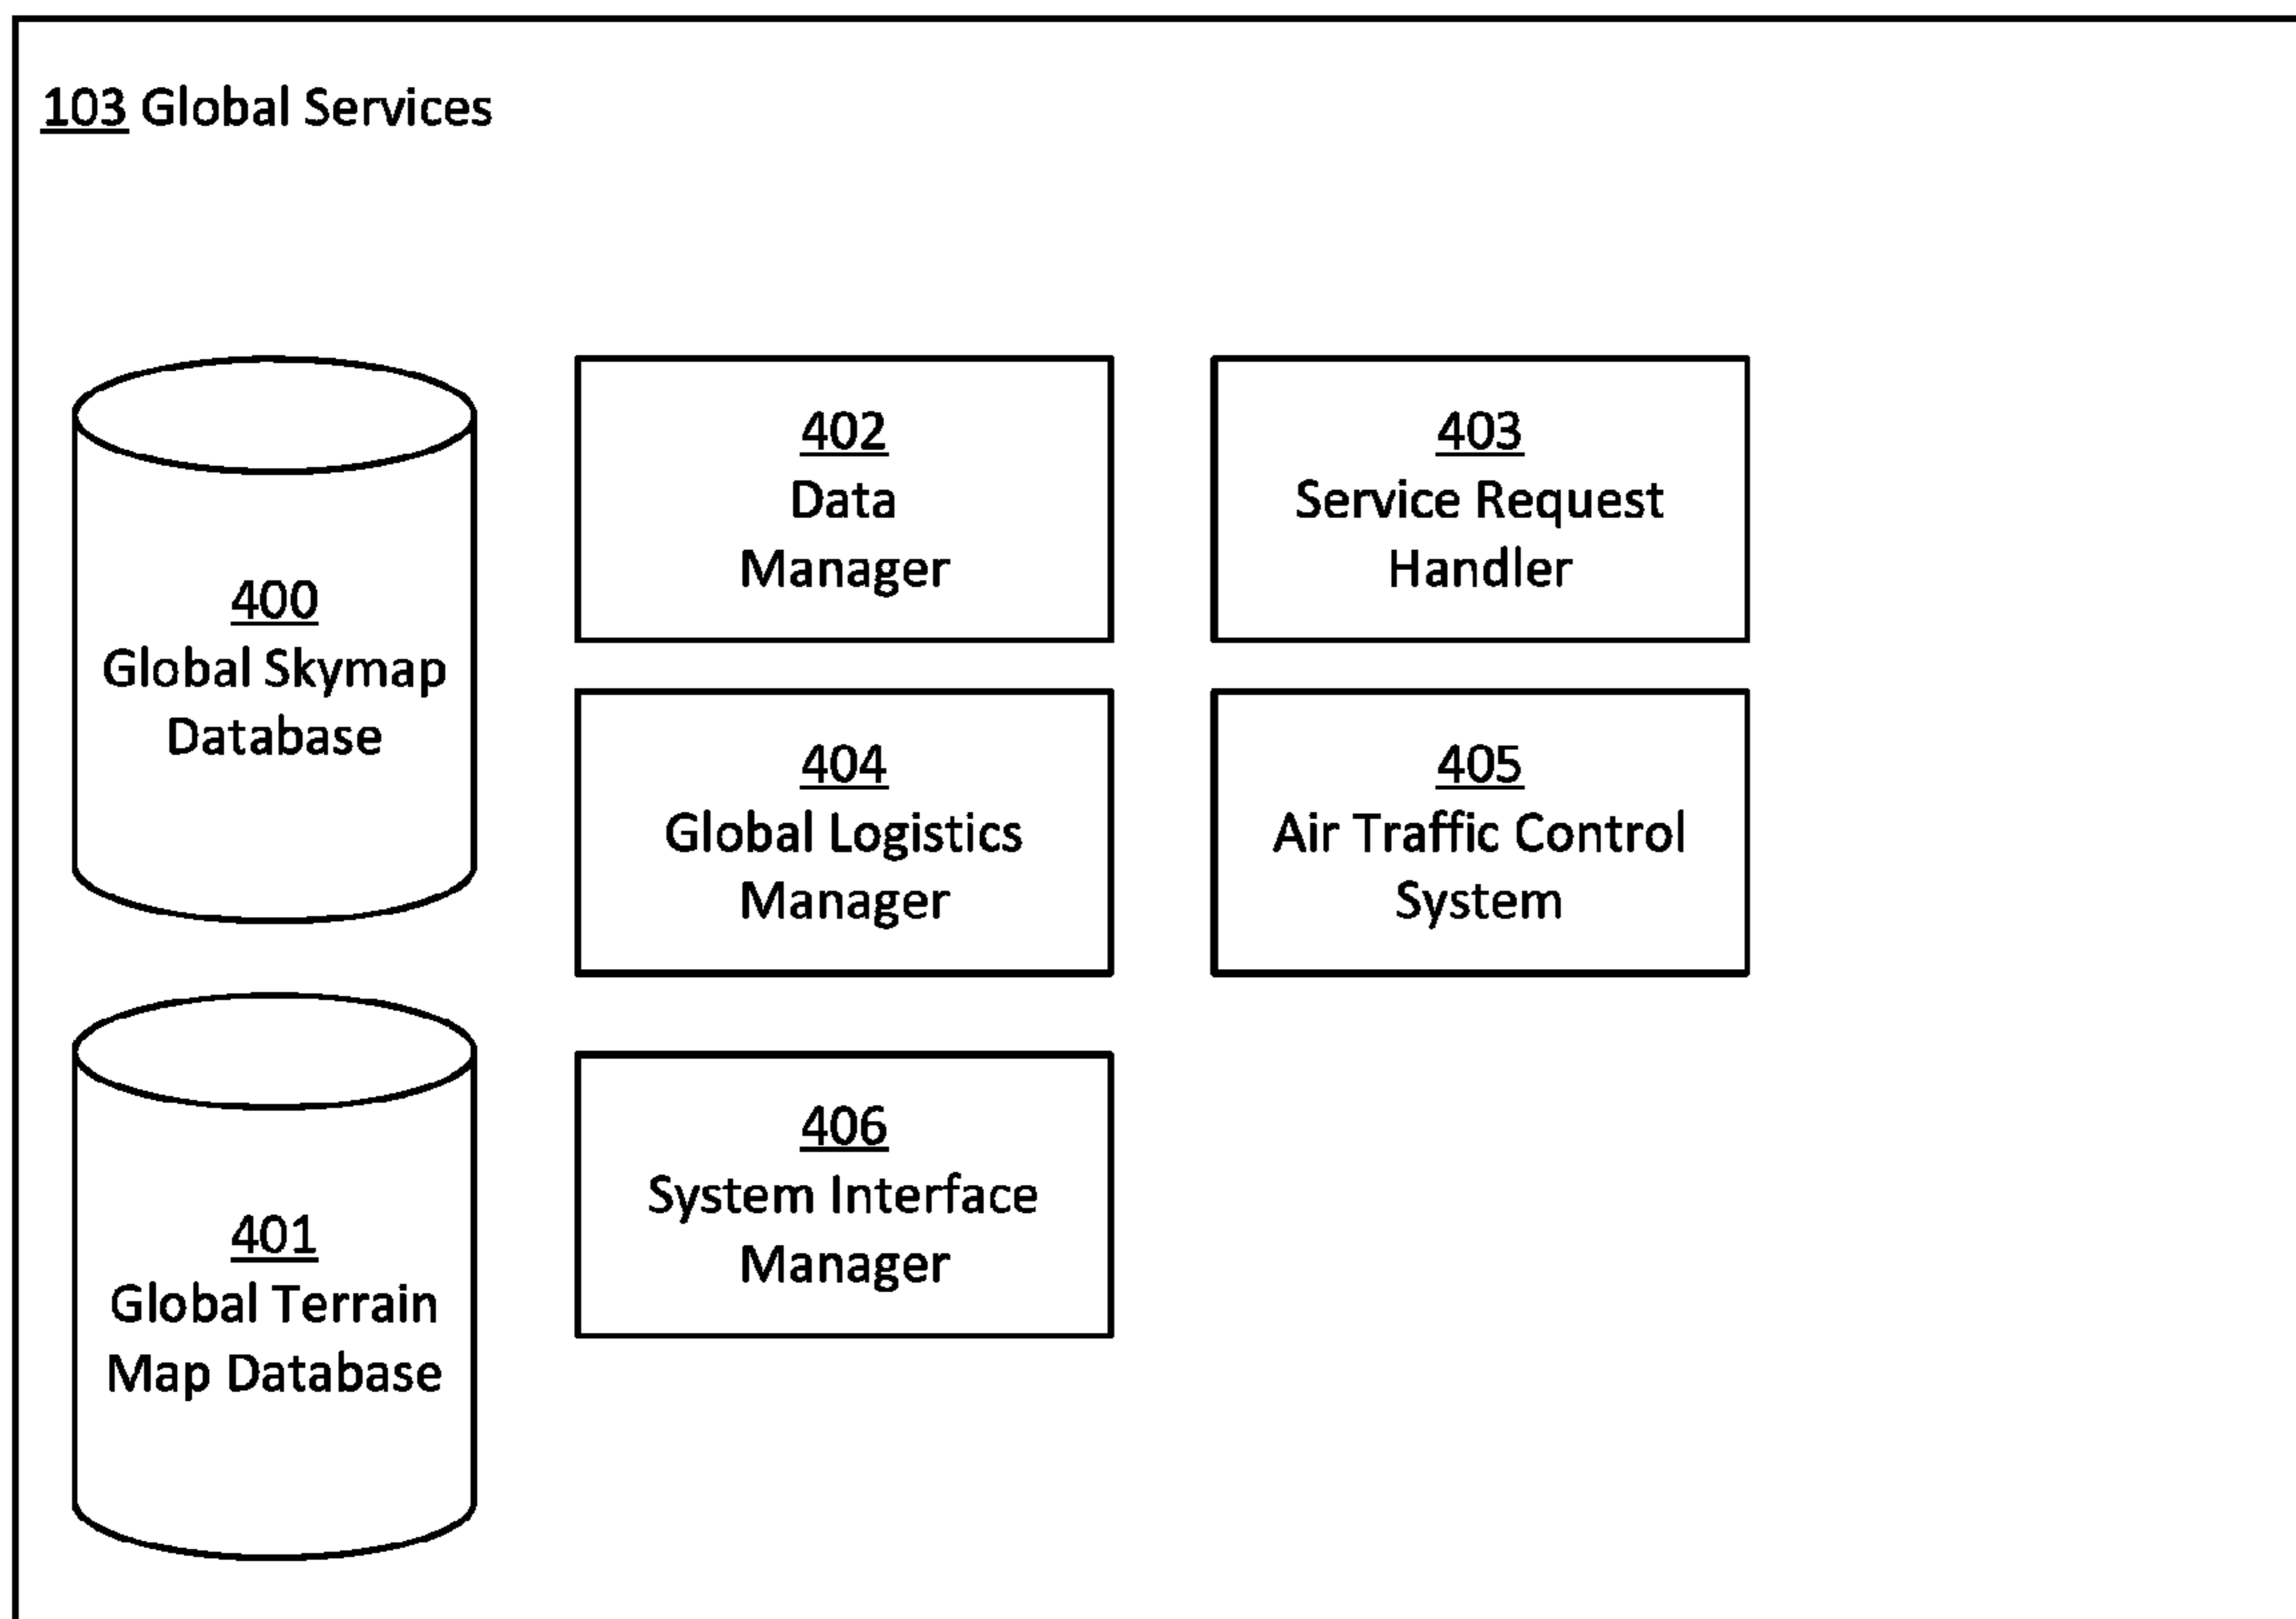 103 Global Services
400
Global Skymap
Database
402
Data
Manager
403
Service Request
Handler
404
Global Logistics
Manager
405
Air Traffic Control
System
401
Global Terrain
Map Database
406
System Interface
Manager